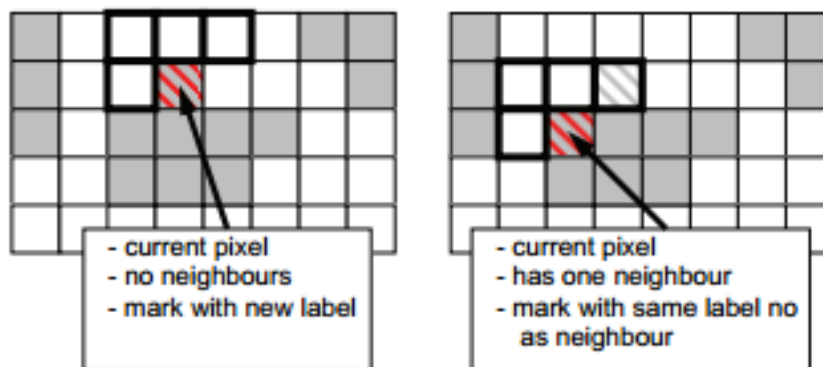 - current pixel
- no neighbours
- mark with new label
- current pixel
- has one neighbour
- mark with same label no
as neighbour